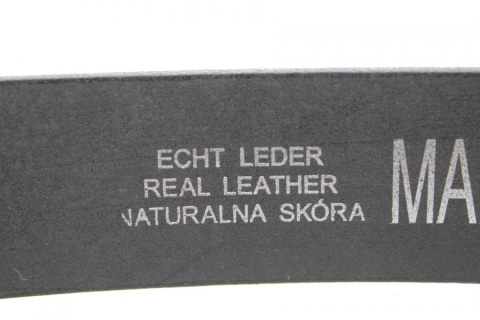 ECHT LEDER
REAL LEATHER
NATURALNA SKÓRA
MA